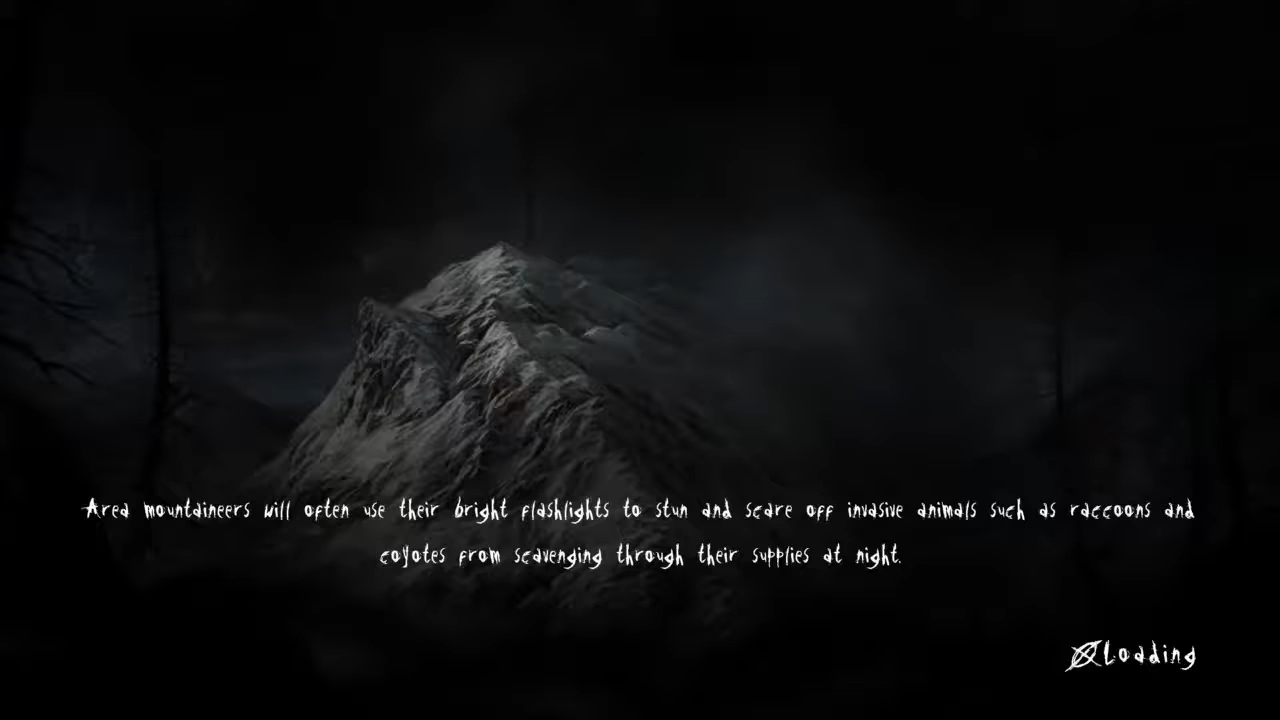 Area mountaineers will often use their bright flashlights to stun and scare off invasive animals such as raccoons and
coyotes from scavenging through their supplies at night.
Loading